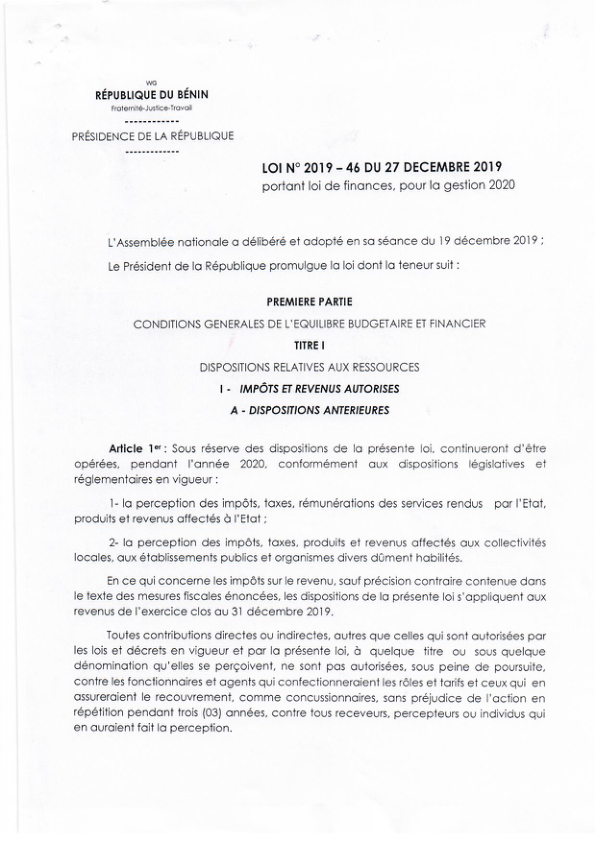 WG
RÉPUBLIQUE DU BÉNIN
Fraternité-Justice-Travail
------------
PRÉSIDENCE DE LA RÉPUBLIQUE
------------
LOI N° 2019 – 46 DU 27 DECEMBRE 2019
portant loi de finances, pour la gestion 2020
L'Assemblée nationale a délibéré et adopté en sa séance du 19 décembre 2019 ;
Le Président de la République promulgue la loi dont la teneur suit :
PREMIERE PARTIE
CONDITIONS GENERALES DE L'EQUILIBRE BUDGETAIRE ET FINANCIER
TITRE I
DISPOSITIONS RELATIVES AUX RESSOURCES
I - IMPÔTS ET REVENUS AUTORISES
A - DISPOSITIONS ANTERIEURES
Article 1er : Sous réserve des dispositions de la présente loi, continueront d'être
opérées, pendant l'année 2020, conformément aux dispositions législatives et
réglementaires en vigueur :
1- la perception des impôts, taxes, rémunérations des services rendus par l'Etat,
produits et revenus affectés à l'Etat ;
2- la perception des impôts, taxes, produits et revenus affectés aux collectivités
locales, aux établissements publics et organismes divers dûment habilités.
En ce qui concerne les impôts sur le revenu, sauf précision contraire contenue dans
le texte des mesures fiscales énoncées, les dispositions de la présente loi s'appliquent aux
revenus de l'exercice clos au 31 décembre 2019.
Toutes contributions directes ou indirectes, autres que celles qui sont autorisées par
les lois et décrets en vigueur et par la présente loi, à quelque titre ou sous quelque
dénomination qu'elles se perçoivent, ne sont pas autorisées, sous peine de poursuite,
contre les fonctionnaires et agents qui confectionneraient les rôles et tarifs et ceux qui en
assureraient le recouvrement, comme concussionnaires, sans préjudice de l'action en
répétition pendant trois (03) années, contre tous receveurs, percepteurs ou individus qui
en auraient fait la perception.